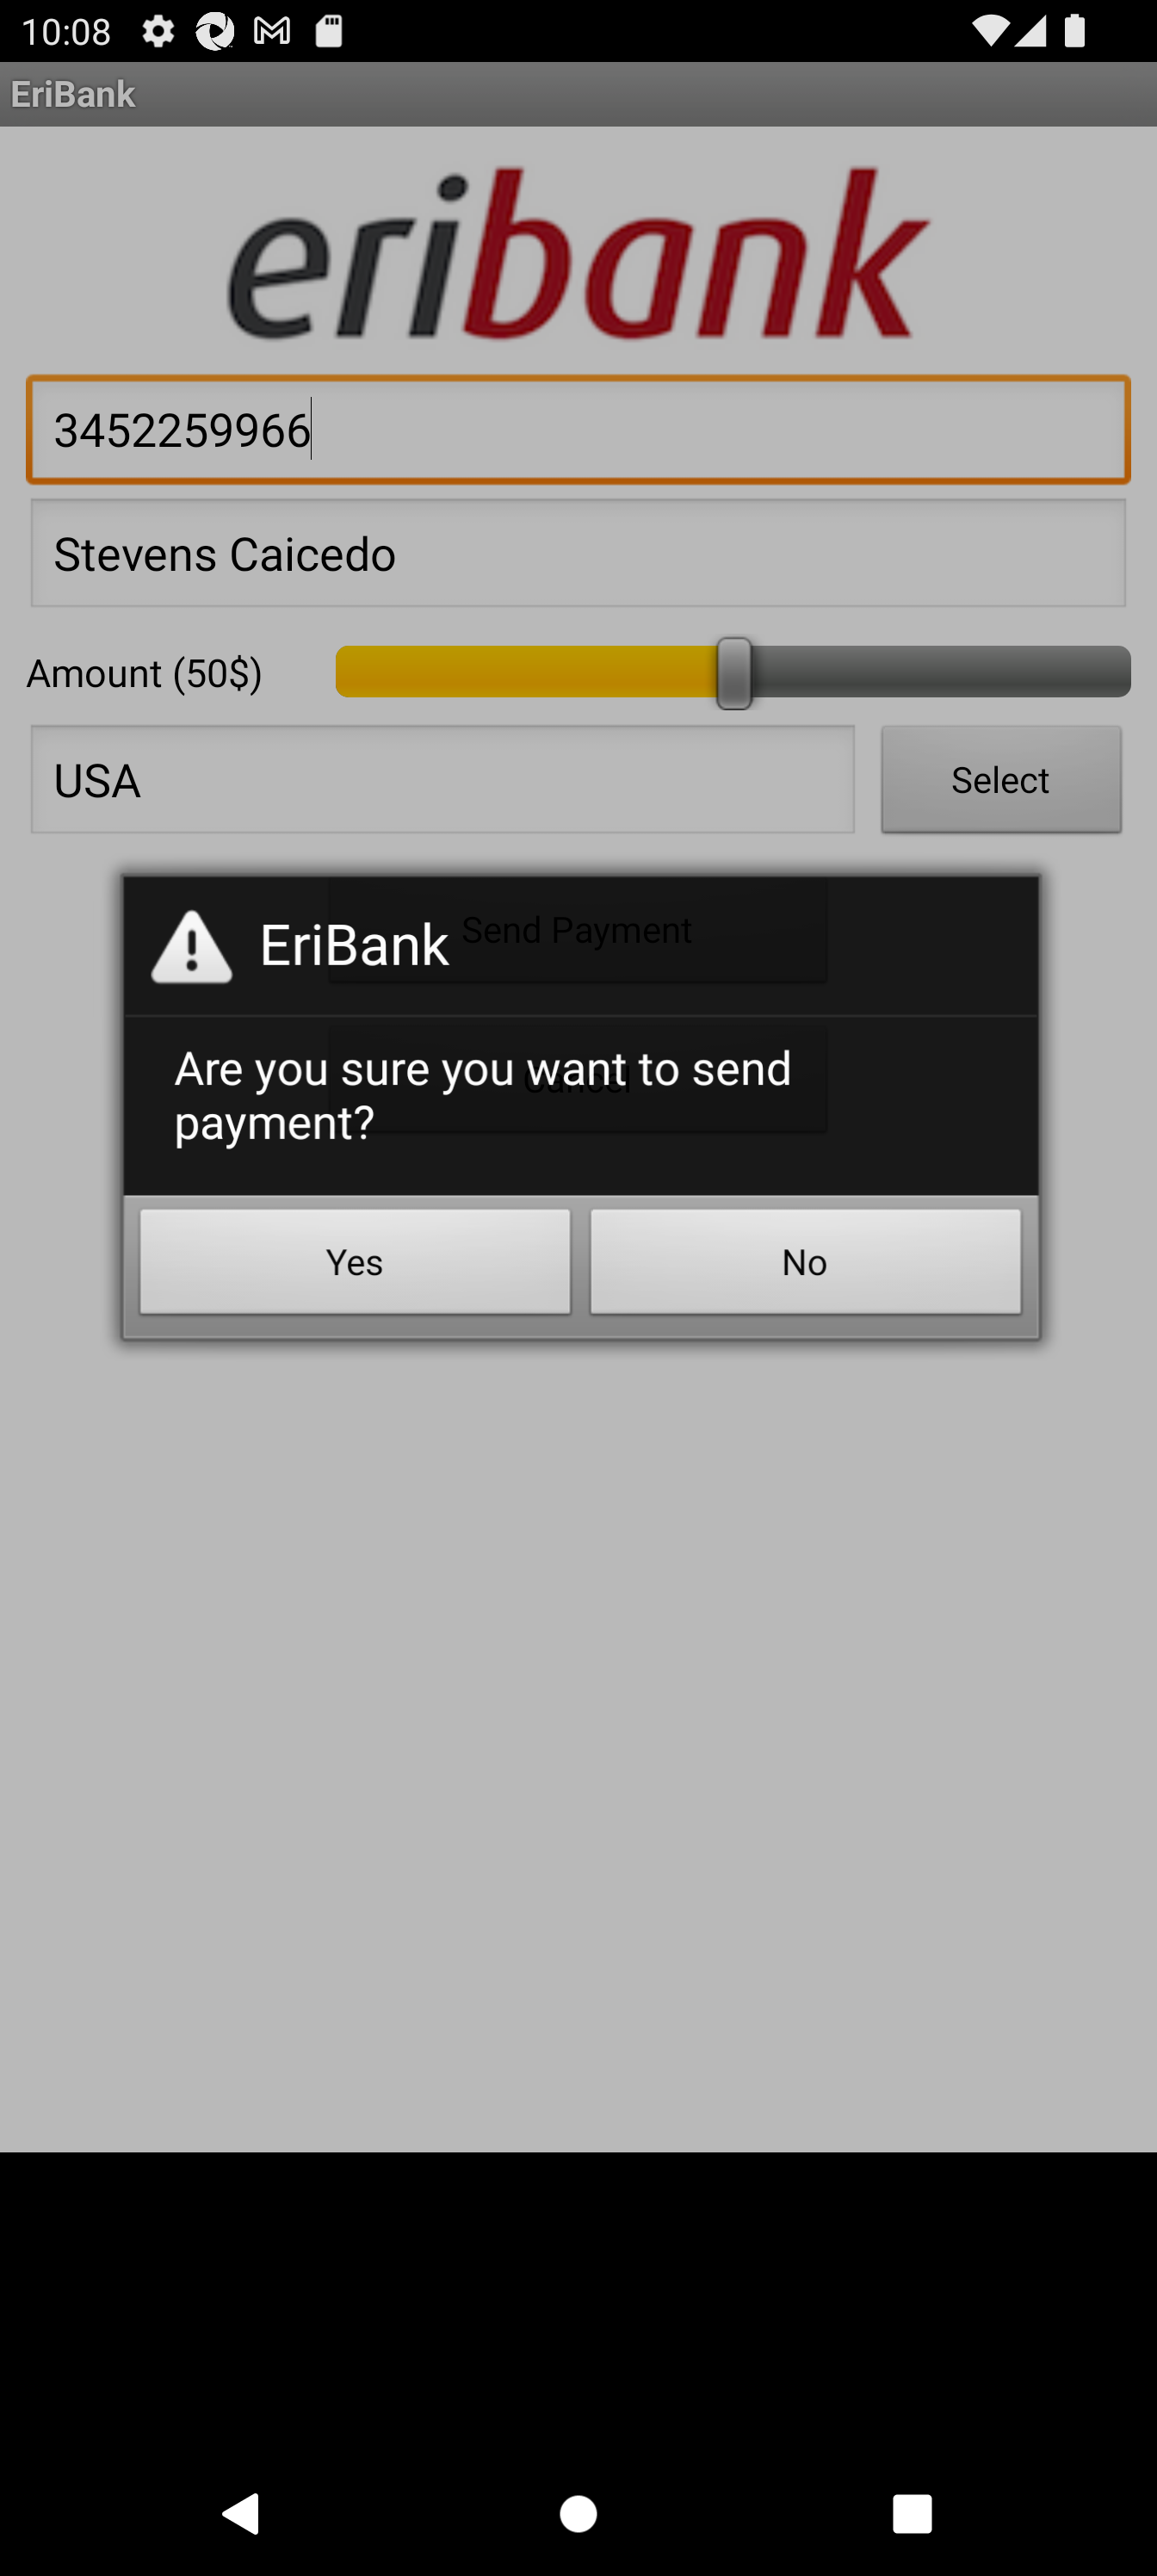 10:08
EriBank
eribank
3452259966
Stevens Caicedo
Amount (50$)
USA
Select
Send Payment
EriBank
Cancel
Are you sure you want to send
payment?
Yes
No